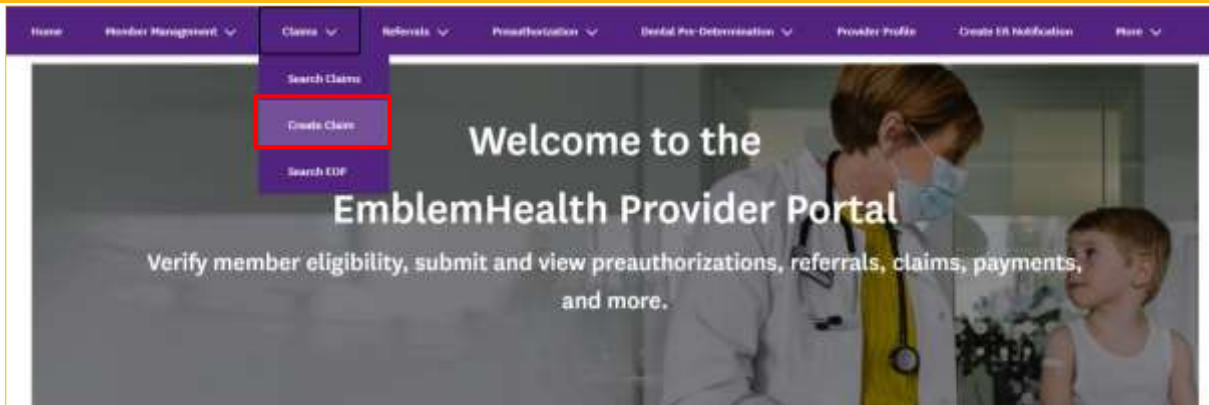 Home Member Management Claims Referrals Preauthorization Dental Pre-Determination Provider Profile Create ER Notification More
Search Claims
Create Claim
Search EOP
Welcome to the
EmblemHealth Provider Portal
Verify member eligibility, submit and view preauthorizations, referrals, claims, payments,
and more.